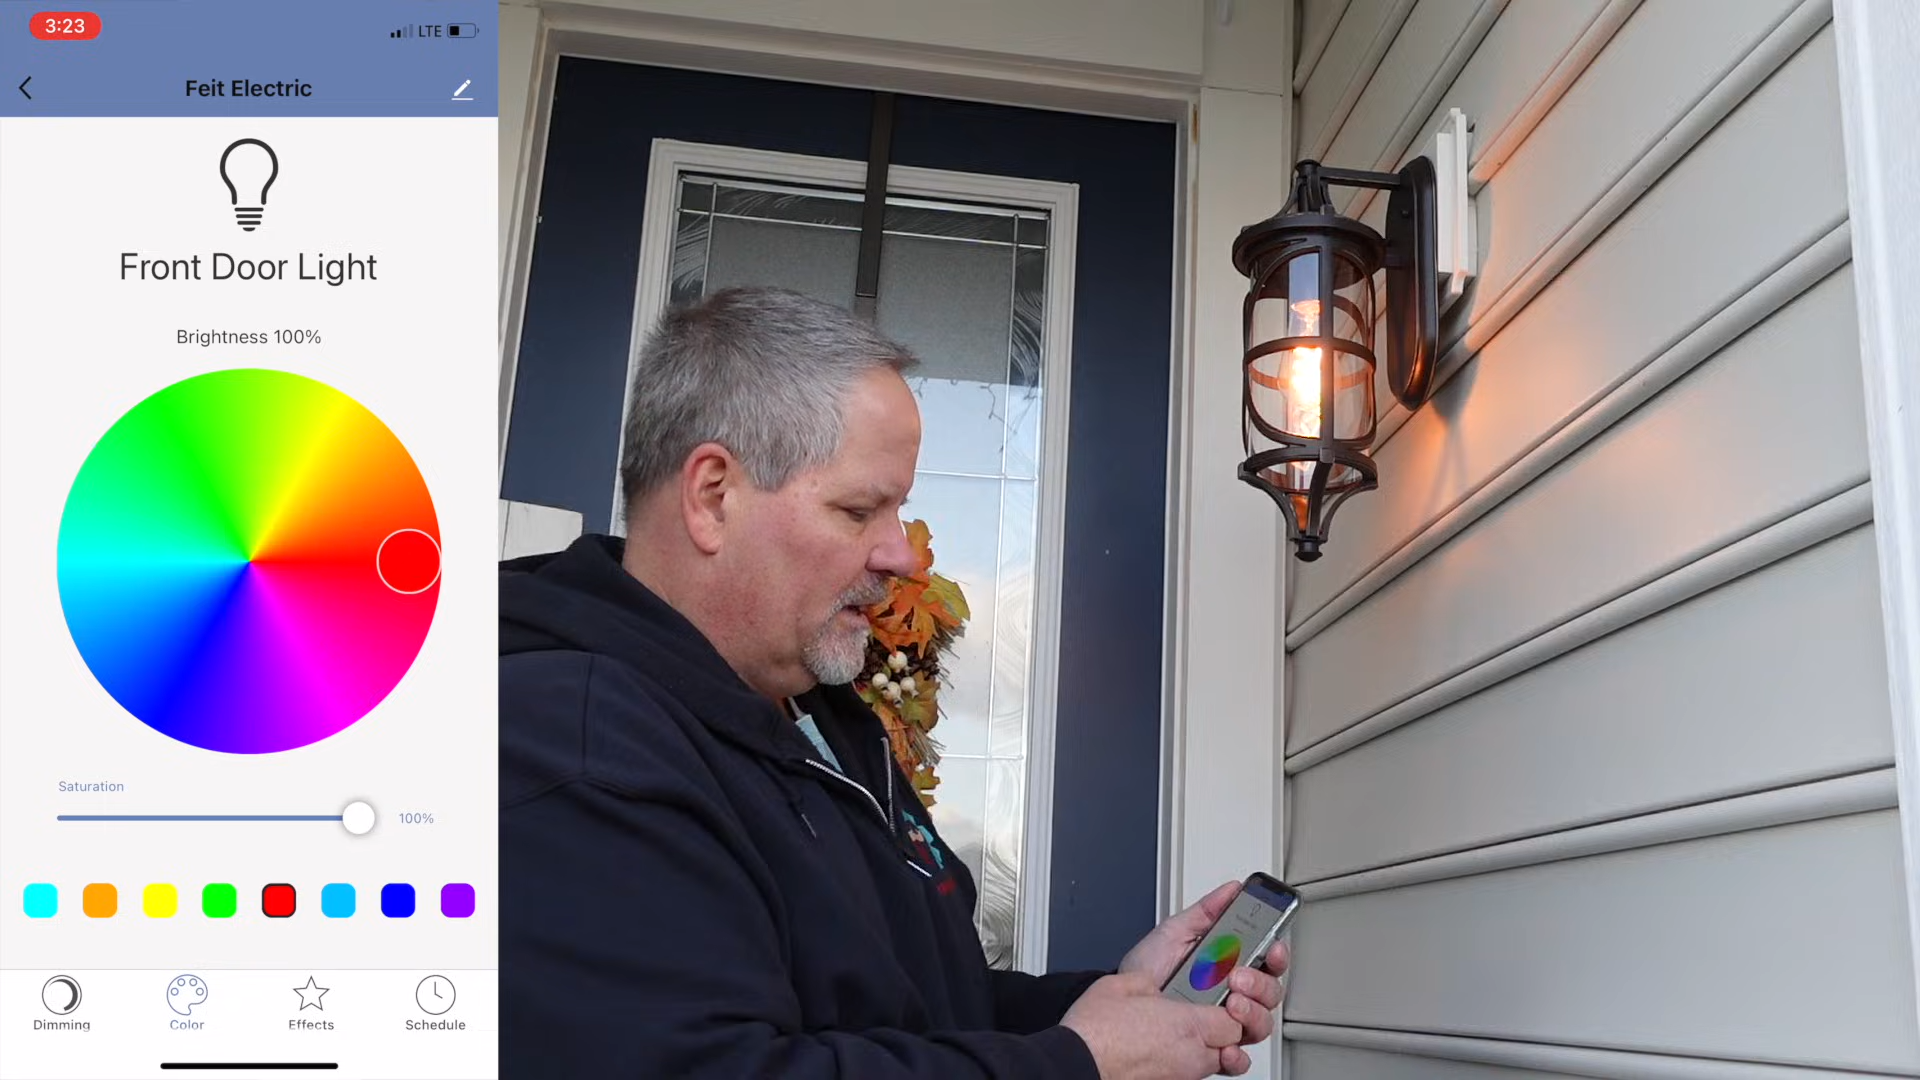 3:23
LTE
Feit Electric
Front Door Light
Brightness 100%
Saturation
100%
Dimming
Color
Effects
Schedule